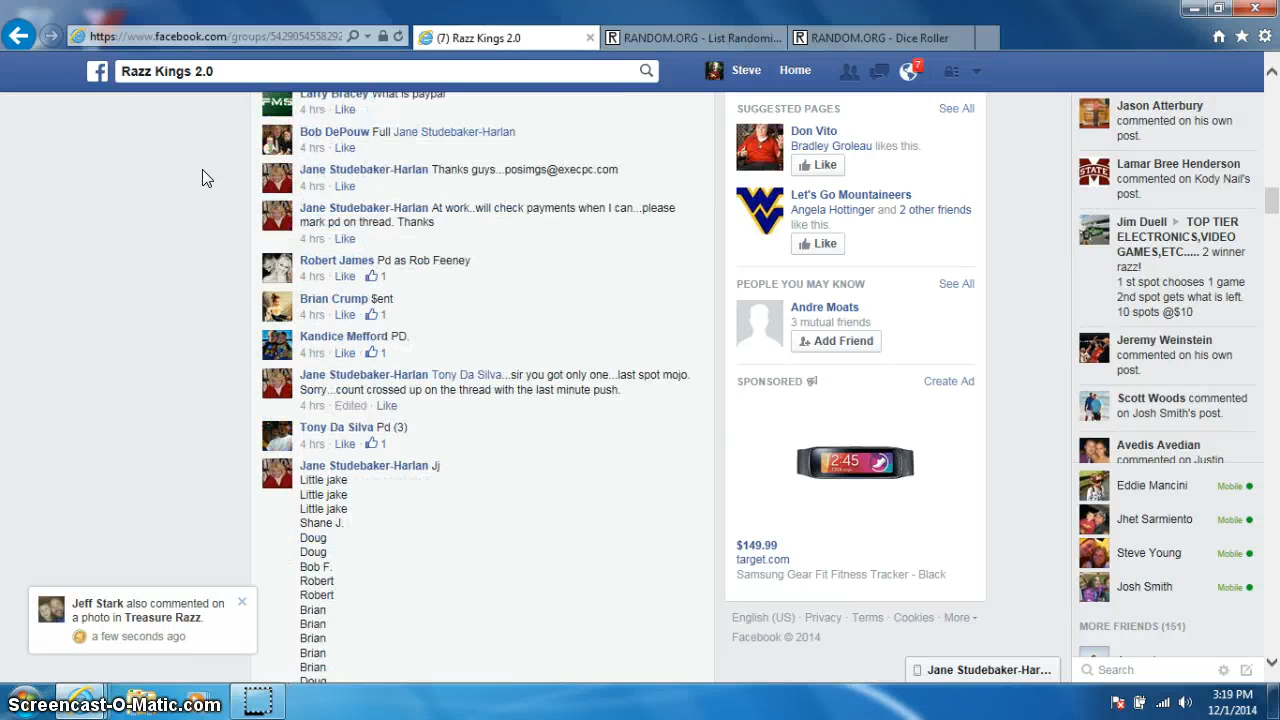 https://www.facebook.com/groups/5429054558292
(7) Razz Kings 2.0
RANDOM.ORG - List Randomi...
RANDOM.ORG - Dice Roller
Razz Kings 2.0
Steve
Home
7
Larry Bracey What is paypal
4 hrs · Like
Bob DePouw Full Jane Studebaker-Harlan
4 hrs · Like
Jane Studebaker-Harlan Thanks guys...posimgs@execpc.com
4 hrs · Like
Jane Studebaker-Harlan At work..will check payments when I can...please
mark pd on thread. Thanks
4 hrs · Like
Robert James Pd as Rob Feeney
4 hrs · Like · 1
Brian Crump $ent
4 hrs · Like · 1
Kandice Mefford PD.
4 hrs · Like · 1
Jane Studebaker-Harlan Tony Da Silva...sir you got only one...last spot mojo.
Sorry...count crossed up on the thread with the last minute push.
4 hrs · Edited · Like
Tony Da Silva Pd (3)
4 hrs · Like · 1
Jane Studebaker-Harlan Jj
Little jake
Little jake
Little jake
Shane J.
Doug
Doug
Bob F.
Robert
Robert
Brian
Brian
Brian
Brian
Brian
Doug
Jeff Stark also commented on
a photo in Treasure Razz.
a few seconds ago
SUGGESTED PAGES
See All
Don Vito
Bradley Groleau likes this.
Like
Let's Go Mountaineers
Angela Hottinger and 2 other friends
like this.
Like
PEOPLE YOU MAY KNOW
See All
Andre Moats
3 mutual friends
Add Friend
SPONSORED
Create Ad
12:45
$149.99
target.com
Samsung Gear Fit Fitness Tracker - Black
English (US) · Privacy · Terms · Cookies · More
Facebook © 2014
Jane Studebaker-Har...
Jason Atterbury
commented on his own
post.
Lamar Bree Henderson
commented on Kody Nail's
post.
Jim Duell ▸ TOP TIER
ELECTRONICS,VIDEO
GAMES,ETC..... 2 winner
razz!
1 st spot chooses 1 game
2nd spot gets what is left.
10 spots @$10
Jeremy Weinstein
commented on his own
post.
Scott Woods commented
on Josh Smith's post.
Avedis Avedian
commented on Justin
Eddie Mancini Mobile
Jhet Sarmiento Mobile
Steve Young Mobile
Josh Smith Mobile
MORE FRIENDS (151)
Search
FMS
STATE
Screencast-O-Matic.com
3:19 PM
12/1/2014